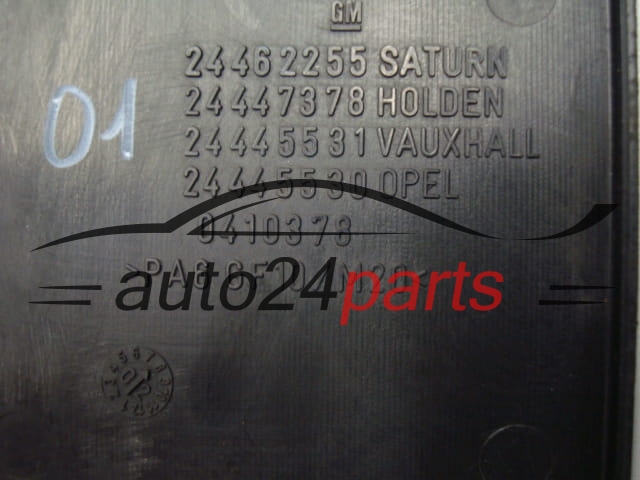 GM
24462255 SATURN
01
24447378 HOLDEN
24445531 VAUXHALL
24445530 OPEL
0410378
auto24parts